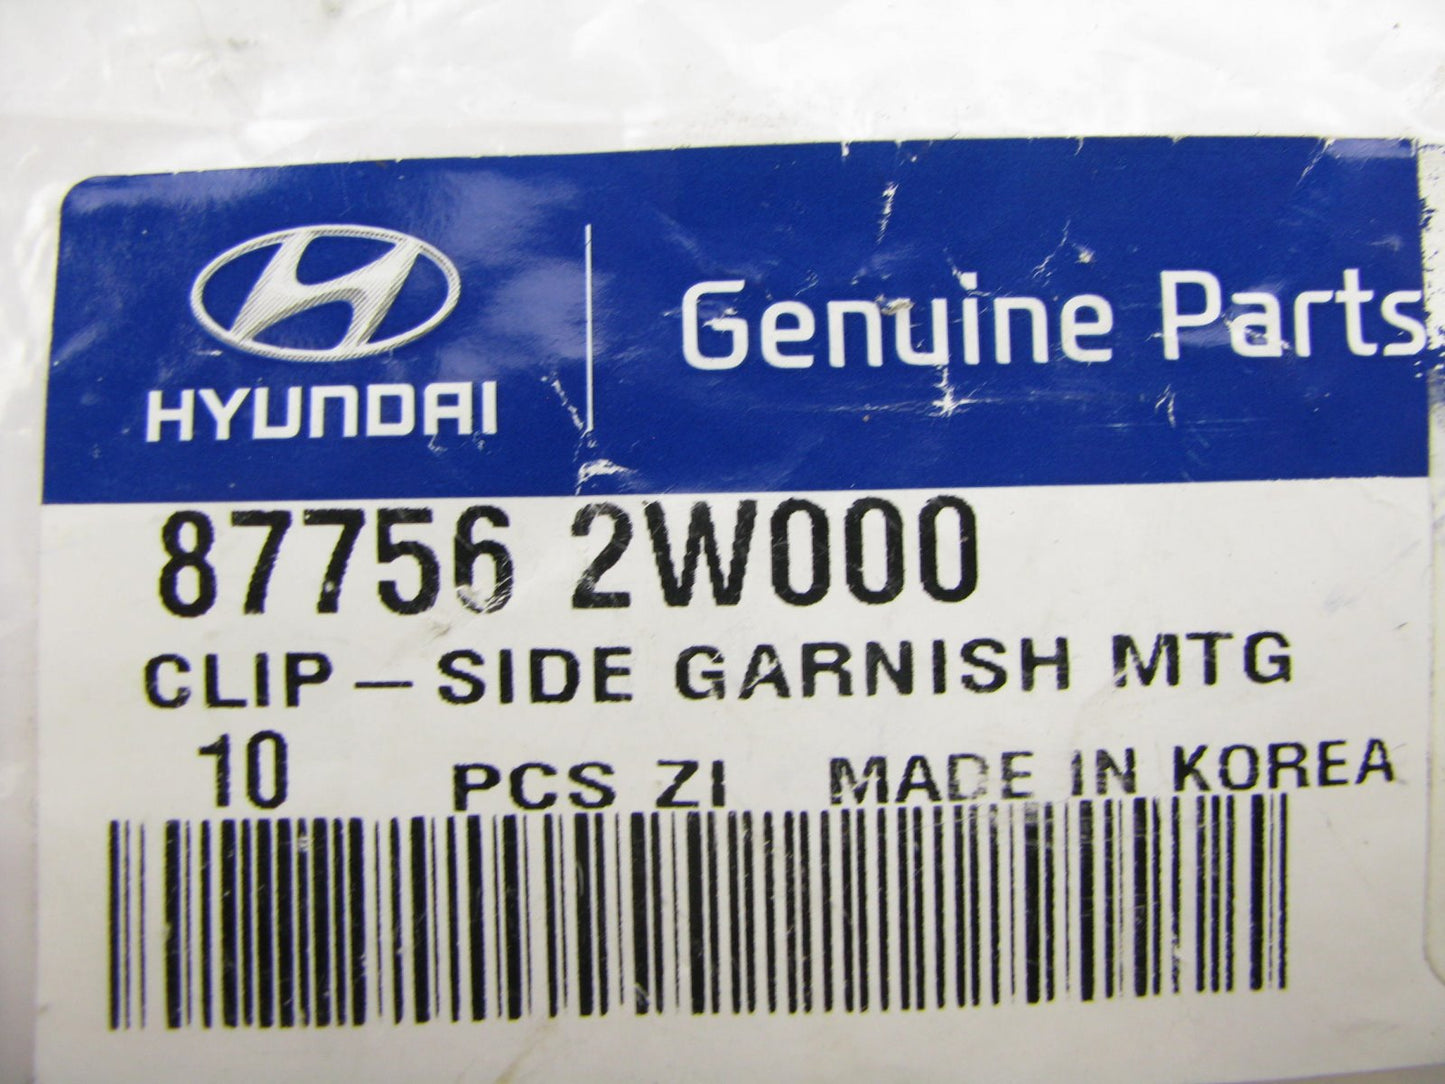 HYUNDAI
Genuine Parts
87756 2W000
CLIP-SIDE GARNISH MTG
10 PCS ZI MADE IN KOREA